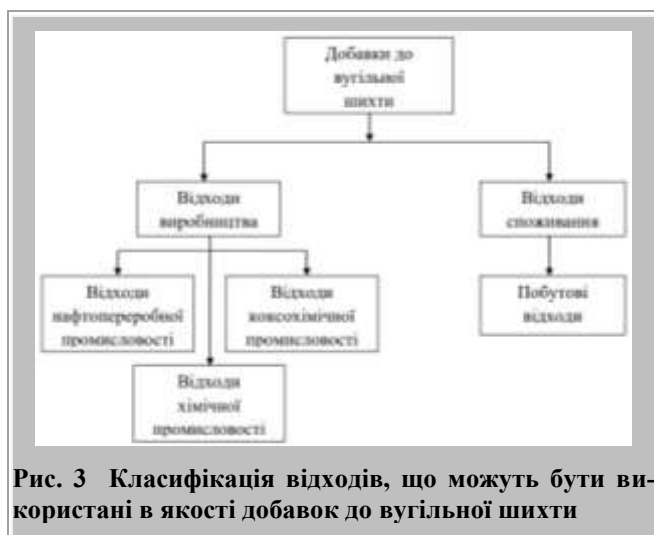 Добавки до
вугільної
шихти
Відходи
виробництва
Відходи
споживання
Відходи
нафтопереробної
промисловості
Відходи
коксохімічної
промисловості
Побутові
відходи
Відходи
хімічної
промисловості
Рис. 3 Класифікація відходів, що можуть бути ви-
користані в якості добавок до вугільної шихти